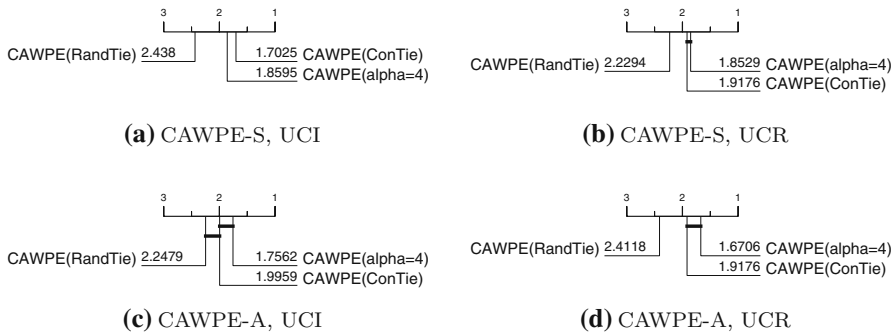 3 2 1
CAWPE(RandTie) 2.438
1.7025 CAWPE(ConTie)
1.8595 CAWPE(alpha=4)
(a) CAWPE-S, UCI
3 2 1
CAWPE(RandTie) 2.2294
1.8529 CAWPE(alpha=4)
1.9176 CAWPE(ConTie)
(b) CAWPE-S, UCR
3 2 1
CAWPE(RandTie) 2.2479
1.7562 CAWPE(alpha=4)
1.9959 CAWPE(ConTie)
(c) CAWPE-A, UCI
3 2 1
CAWPE(RandTie) 2.4118
1.6706 CAWPE(alpha=4)
1.9176 CAWPE(ConTie)
(d) CAWPE-A, UCR